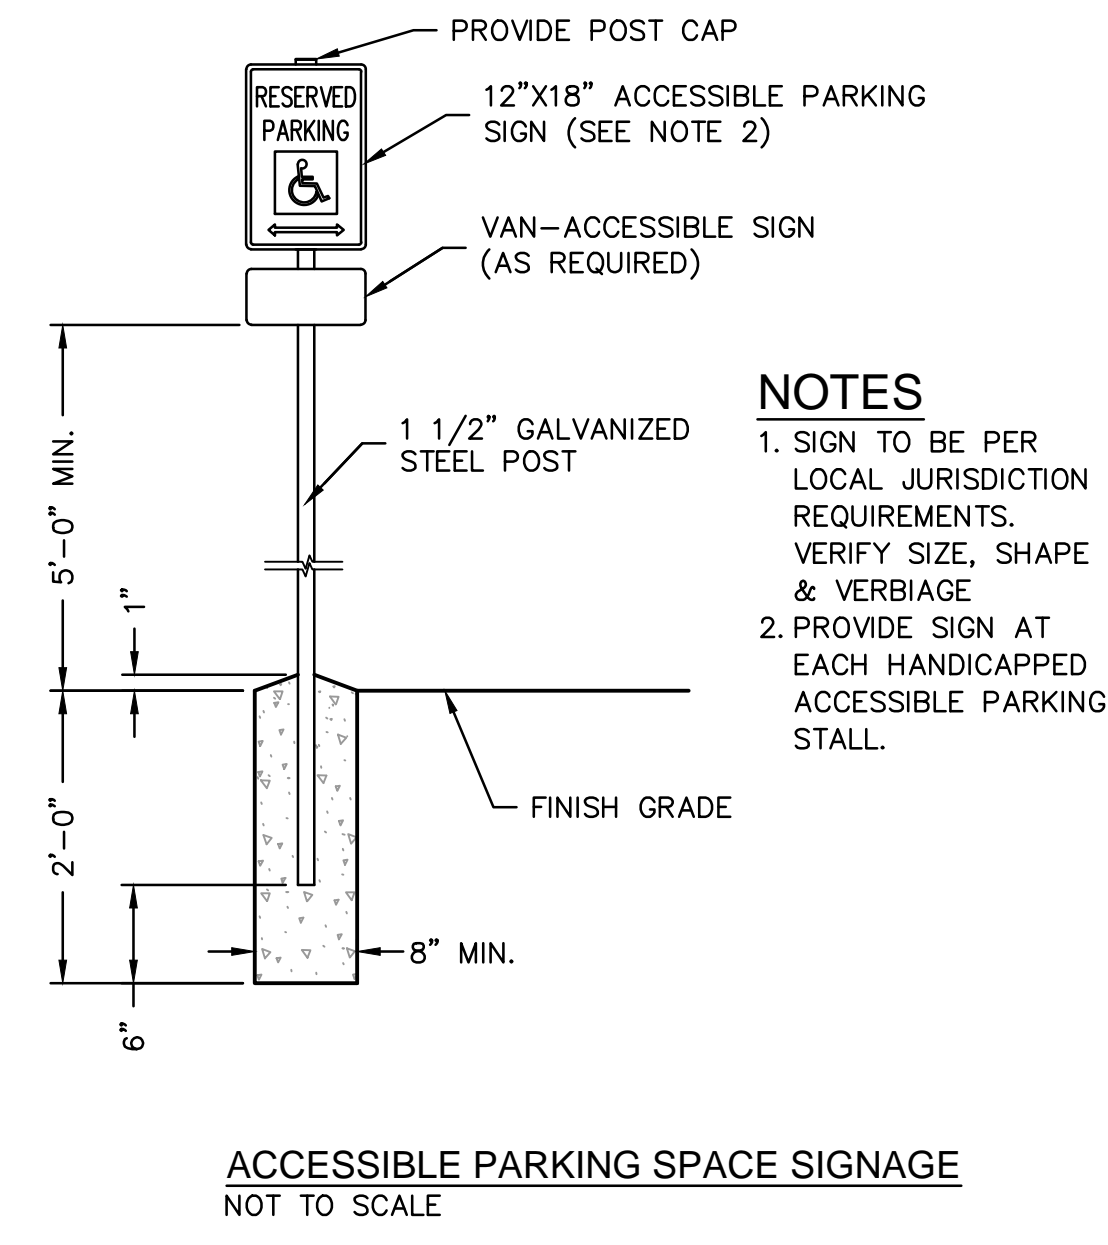 PROVIDE POST CAP
RESERVED
PARKING
12"X18" ACCESSIBLE PARKING
SIGN (SEE NOTE 2)
VAN-ACCESSIBLE SIGN
(AS REQUIRED)
1 1/2" GALVANIZED
STEEL POST
5'-0" MIN.
1"
2'-0"
6"
8" MIN.
FINISH GRADE
NOTES
1. SIGN TO BE PER
LOCAL JURISDICTION
REQUIREMENTS.
VERIFY SIZE, SHAPE
& VERBIAGE
2. PROVIDE SIGN AT
EACH HANDICAPPED
ACCESSIBLE PARKING
STALL.
ACCESSIBLE PARKING SPACE SIGNAGE
NOT TO SCALE